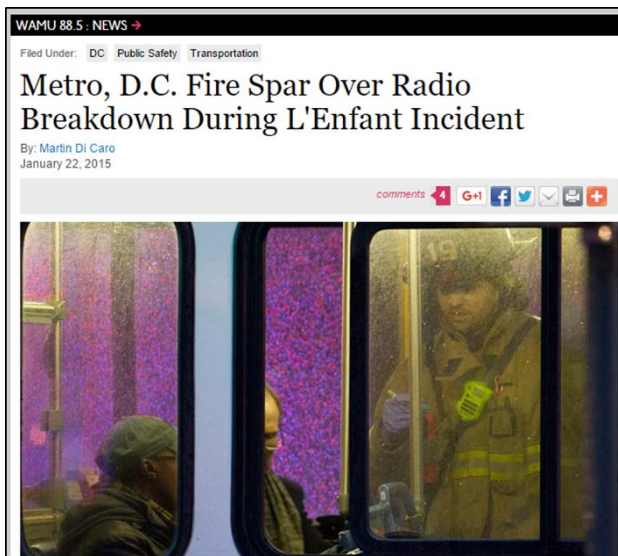 WAMU 88.5 : NEWS →
Filed Under: DC Public Safety Transportation
Metro, D.C. Fire Spar Over Radio
Breakdown During L'Enfant Incident
By: Martin Di Caro
January 22, 2015
comments 4 G+1
19